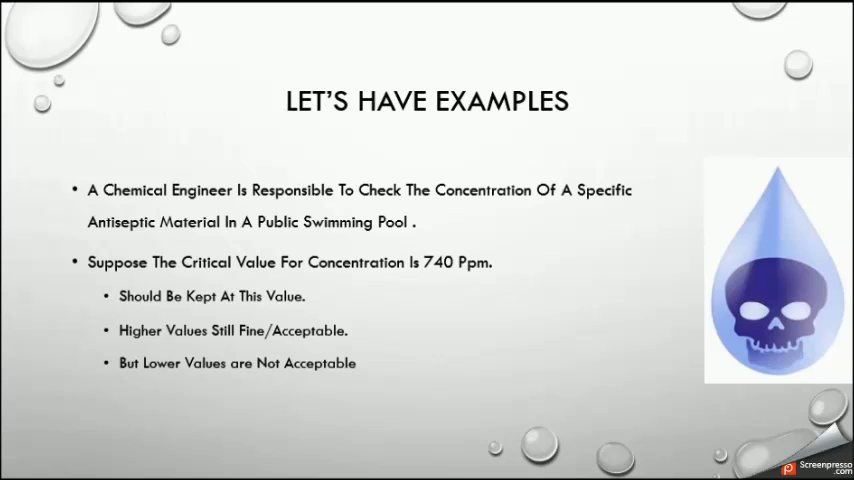 LET'S HAVE EXAMPLES
• A Chemical Engineer Is Responsible To Check The Concentration Of A Specific
Antiseptic Material In A Public Swimming Pool .
• Suppose The Critical Value For Concentration Is 740 Ppm.
• Should Be Kept At This Value.
• Higher Values Still Fine/Acceptable.
• But Lower Values are Not Acceptable
Screenpresso
.com